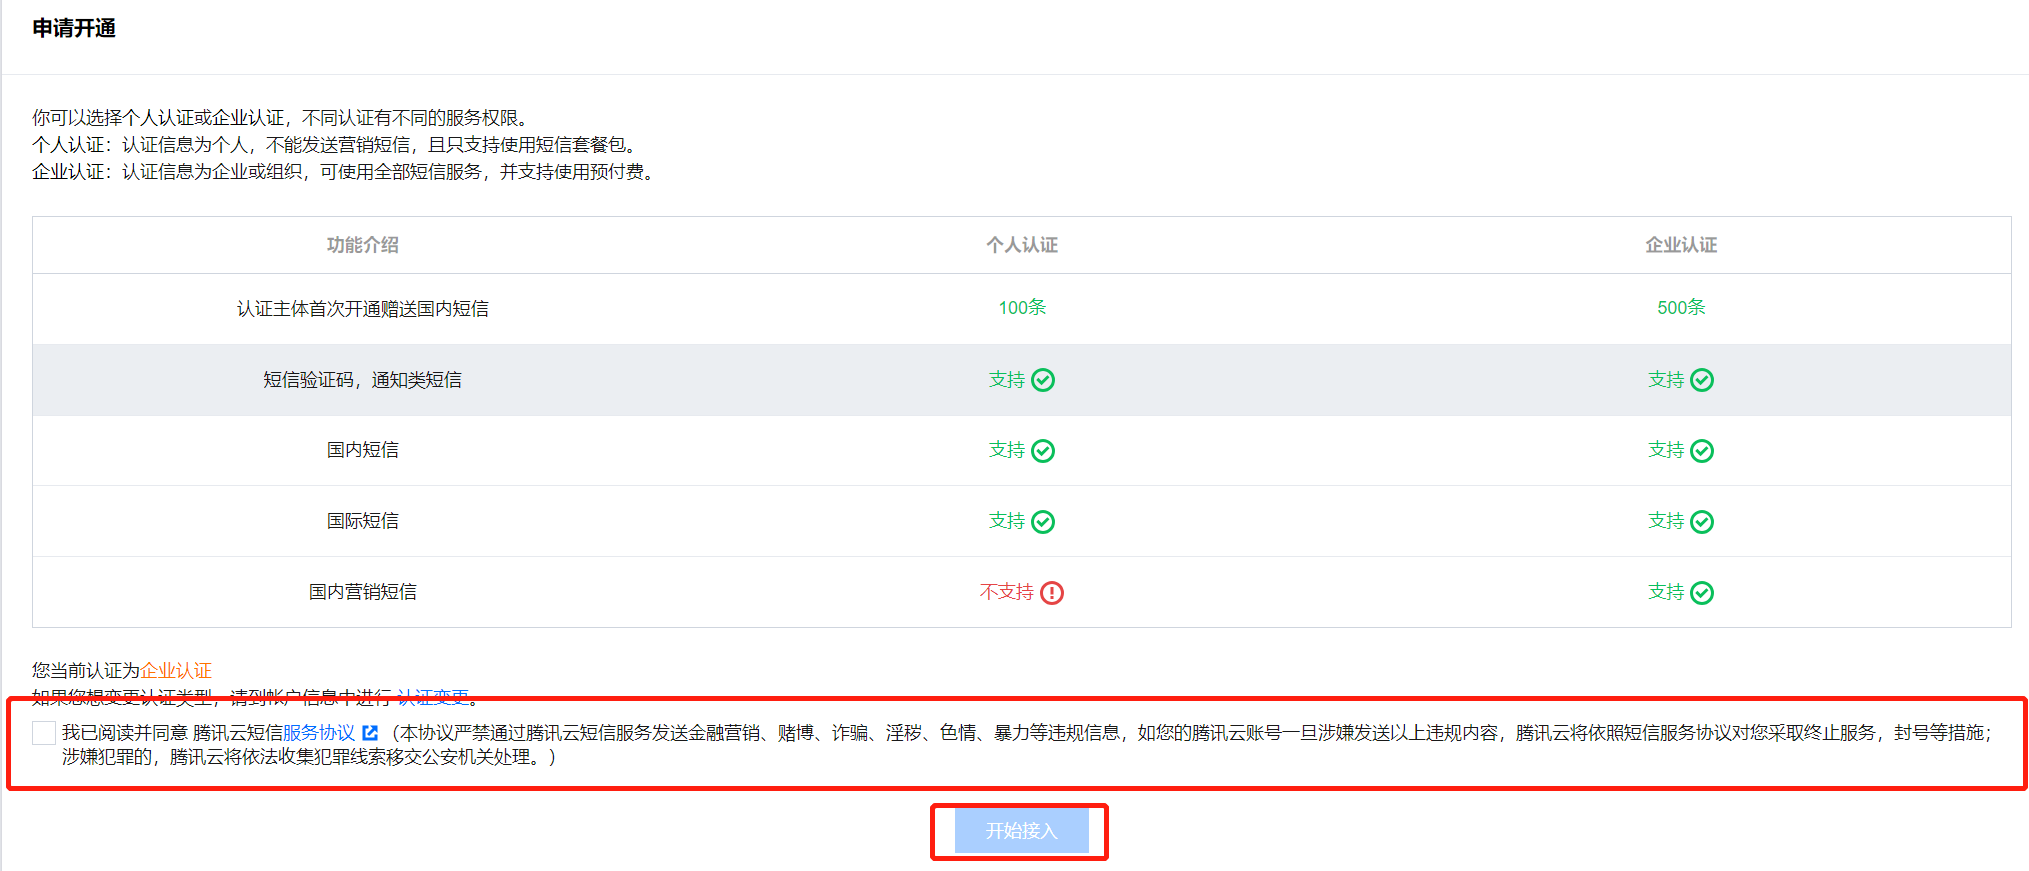 申请开通
你可以选择个人认证或企业认证，不同认证有不同的服务权限。
个人认证：认证信息为个人，不能发送营销短信，且只支持使用短信套餐包。
企业认证：认证信息为企业或组织，可使用全部短信服务，并支持使用预付费。
功能介绍 个人认证 企业认证
认证主体首次开通赠送国内短信 100条 500条
短信验证码，通知类短信 支持 支持
国内短信 支持 支持
国际短信 支持 支持
国内营销短信 不支持 支持
您当前认证为企业认证
如果您想变更认证类型，请到帐户信息中进行 认证变更。
我已阅读并同意 腾讯云短信服务协议（本协议严禁通过腾讯云短信服务发送金融营销、赌博、诈骗、淫秽、色情、暴力等违规信息，如您的腾讯云账号一旦涉嫌发送以上违规内容，腾讯云将依照短信服务协议对您采取终止服务，封号等措施；
涉嫌犯罪的，腾讯云将依法收集犯罪线索移交公安机关处理。）
开始接入